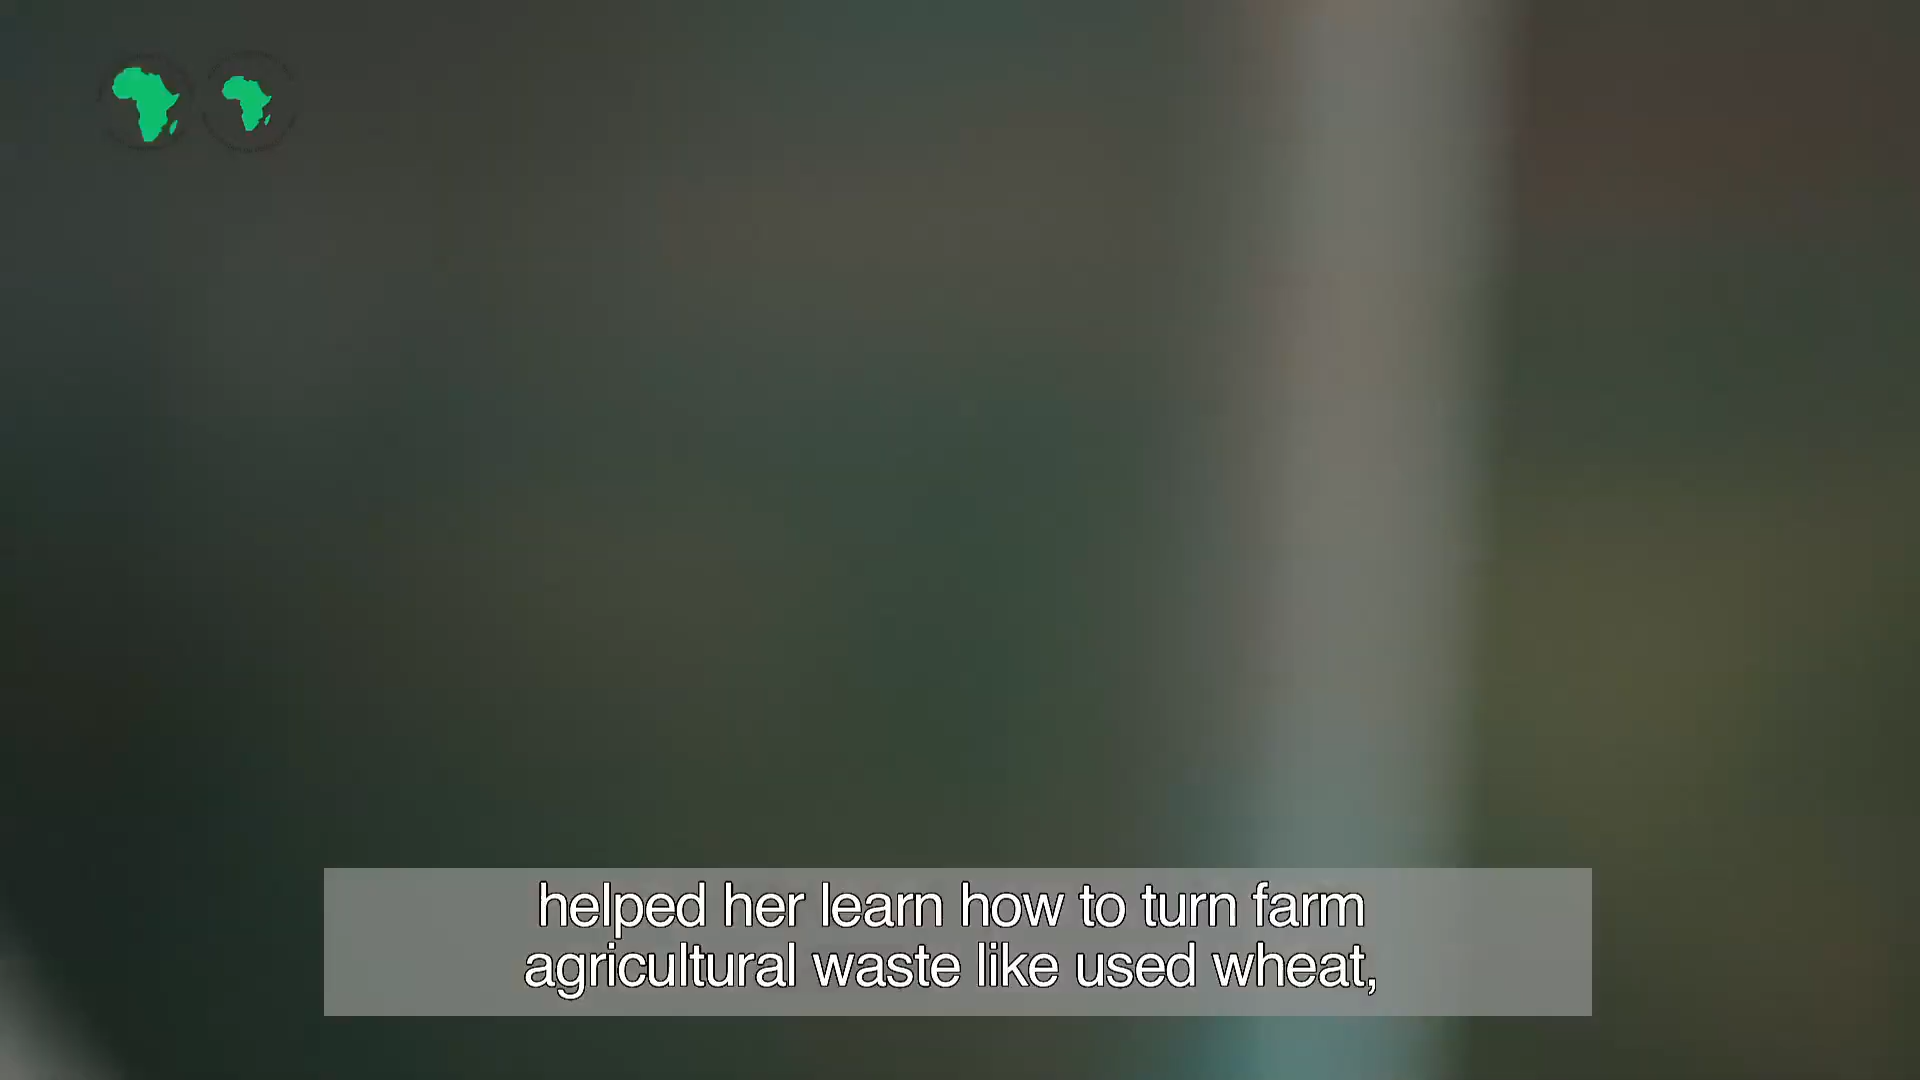 helped her learn how to turn farm
agricultural waste like used wheat,